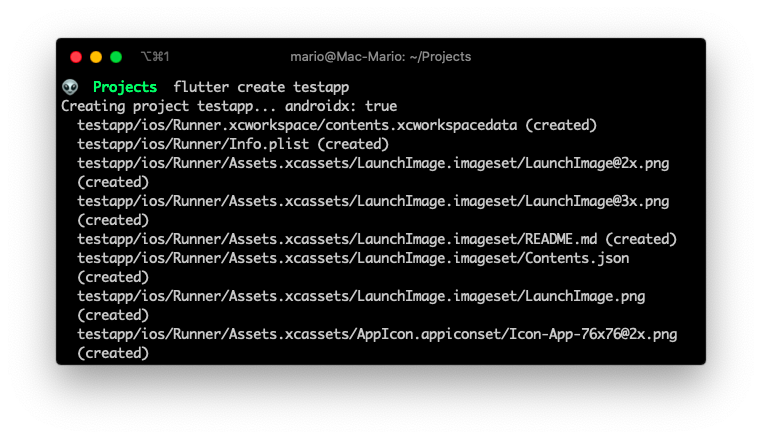 ⌥⌘1
mario@Mac-Mario: ~/Projects
👽 Projects flutter create testapp
Creating project testapp... androidx: true
testapp/ios/Runner.xcworkspace/contents.xcworkspacedata (created)
testapp/ios/Runner/Info.plist (created)
testapp/ios/Runner/Assets.xcassets/LaunchImage.imageset/LaunchImage@2x.png
(created)
testapp/ios/Runner/Assets.xcassets/LaunchImage.imageset/LaunchImage@3x.png
(created)
testapp/ios/Runner/Assets.xcassets/LaunchImage.imageset/README.md (created)
testapp/ios/Runner/Assets.xcassets/LaunchImage.imageset/Contents.json
(created)
testapp/ios/Runner/Assets.xcassets/LaunchImage.imageset/LaunchImage.png
(created)
testapp/ios/Runner/Assets.xcassets/AppIcon.appiconset/Icon-App-76x76@2x.png
(created)